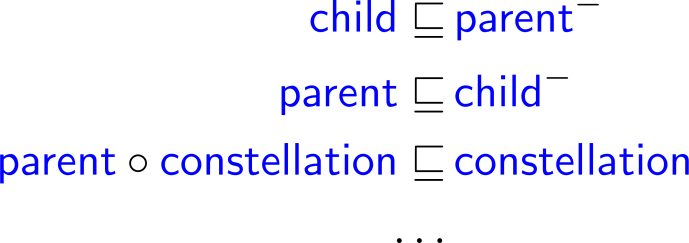 child ⊑ parent⁻
parent ⊑ child⁻
parent ∘ constellation ⊑ constellation
...